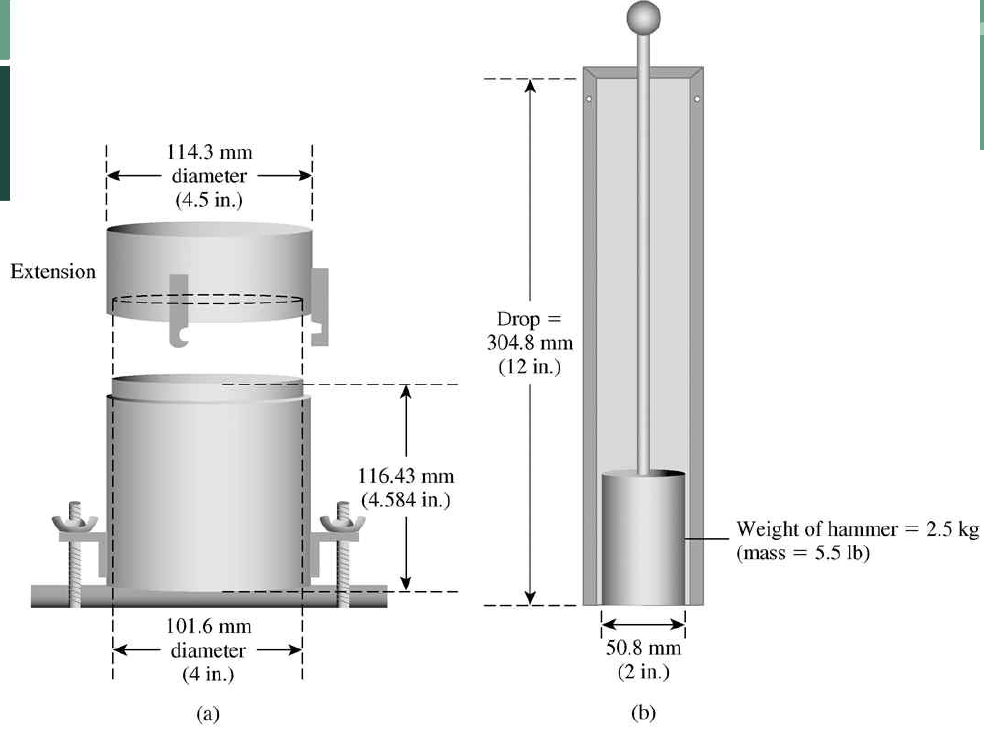 114.3 mm
diameter
(4.5 in.)
Extension
116.43 mm
(4.584 in.)
101.6 mm
diameter
(4 in.)
(a)
Drop =
304.8 mm
(12 in.)
Weight of hammer = 2.5 kg
(mass = 5.5 lb)
50.8 mm
(2 in.)
(b)